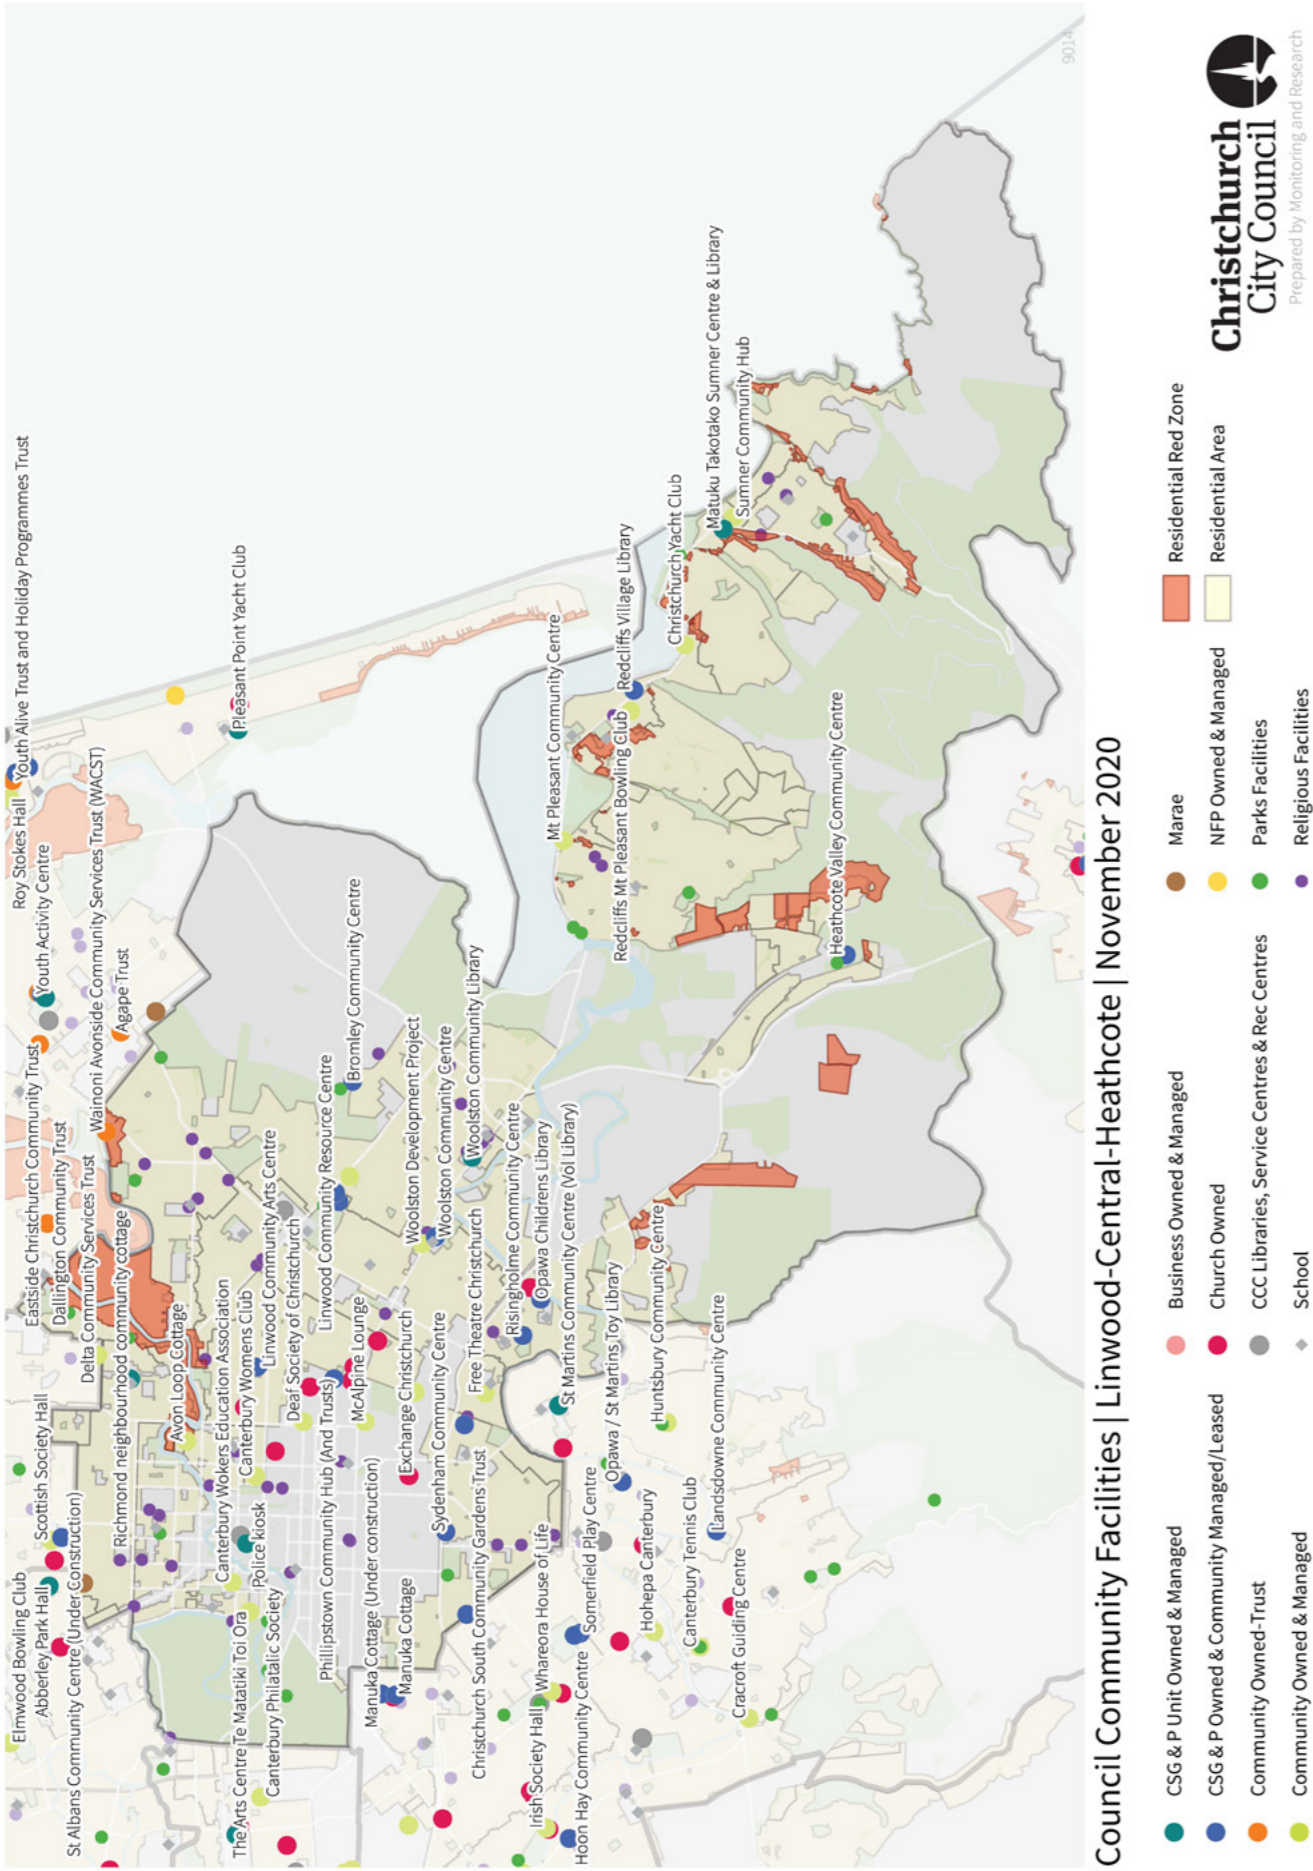 Elmwood Bowling Club
Abberley Park Hall
Scottish Society Hall
St Albans Community Centre (Under Construction)
Eastside Christchurch Community Trust
Dallington Community Trust
Delta Community Services Trust
Richmond neighbourhood community cottage
Roy Stokes Hall
Youth Alive Trust and Holiday Programmes Trust
Youth Activity Centre
Wainoni Avonside Community Services Trust (WACST)
Agape Trust
Pleasant Point Yacht Club
Avon Loop Cottage
Canterbury Wokers Education Association
Canterbury Womens Club
Police kiosk
The Arts Centre Te Matatiki Toi Ora
Canterbury Philatalic Society
Linwood Community Arts Centre
Deaf Society of Christchurch
Linwood Community Resource Centre
Bromley Community Centre
Phillipstown Community Hub (And Trusts)
McAlpine Lounge
Manuka Cottage (Under construction)
Manuka Cottage
Exchange Christchurch
Woolston Development Project
Woolston Community Centre
Woolston Community Library
Sydenham Community Centre
Free Theatre Christchurch
Christchurch South Community Gardens Trust
Risingholme Community Centre
Opawa Childrens Library
St Martins Community Centre (Vol Library)
Irish Society Hall
Whareora House of Life
Hoon Hay Community Centre
Somerfield Play Centre
Opawa / St Martins Toy Library
Hohepa Canterbury
Huntsbury Community Centre
Canterbury Tennis Club
Landsdowne Community Centre
Cracroft Guiding Centre
Mt Pleasant Community Centre
Redcliffs Mt Pleasant Bowling Club
Redcliffs Village Library
Christchurch Yacht Club
Matuku Takotako Sumner Centre & Library
Sumner Community Hub
Heathcote Valley Community Centre
9014
Council Community Facilities | Linwood-Central-Heathcote | November 2020
CSG & P Unit Owned & Managed
CSG & P Owned & Community Managed/Leased
Community Owned-Trust
Community Owned & Managed
Business Owned & Managed
Church Owned
CCC Libraries, Service Centres & Rec Centres
School
Marae
NFP Owned & Managed
Parks Facilities
Religious Facilities
Residential Red Zone
Residential Area
Christchurch
City Council
Prepared by Monitoring and Research